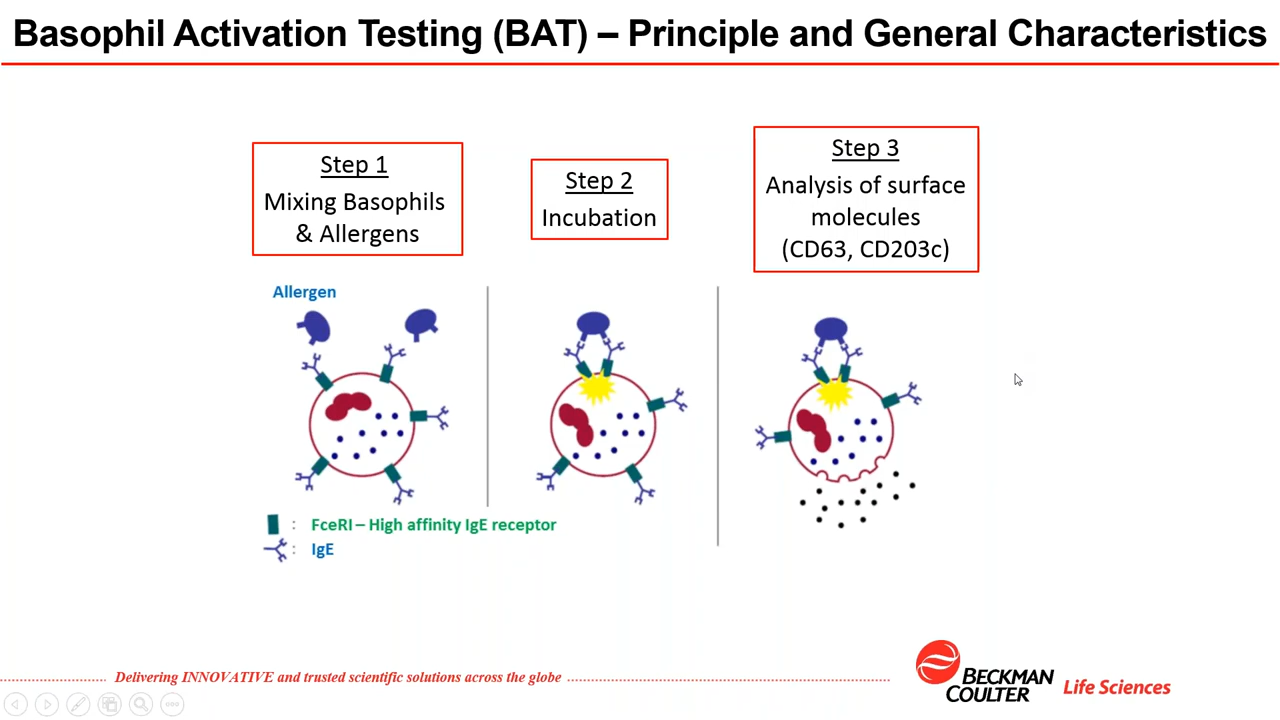 Basophil Activation Testing (BAT) – Principle and General Characteristics
Step 1
Mixing Basophils
& Allergens
Step 2
Incubation
Step 3
Analysis of surface
molecules
(CD63, CD203c)
Allergen
: FceRI – High affinity IgE receptor
: IgE
Delivering INNOVATIVE and trusted scientific solutions across the globe
BECKMAN
COULTER
Life Sciences